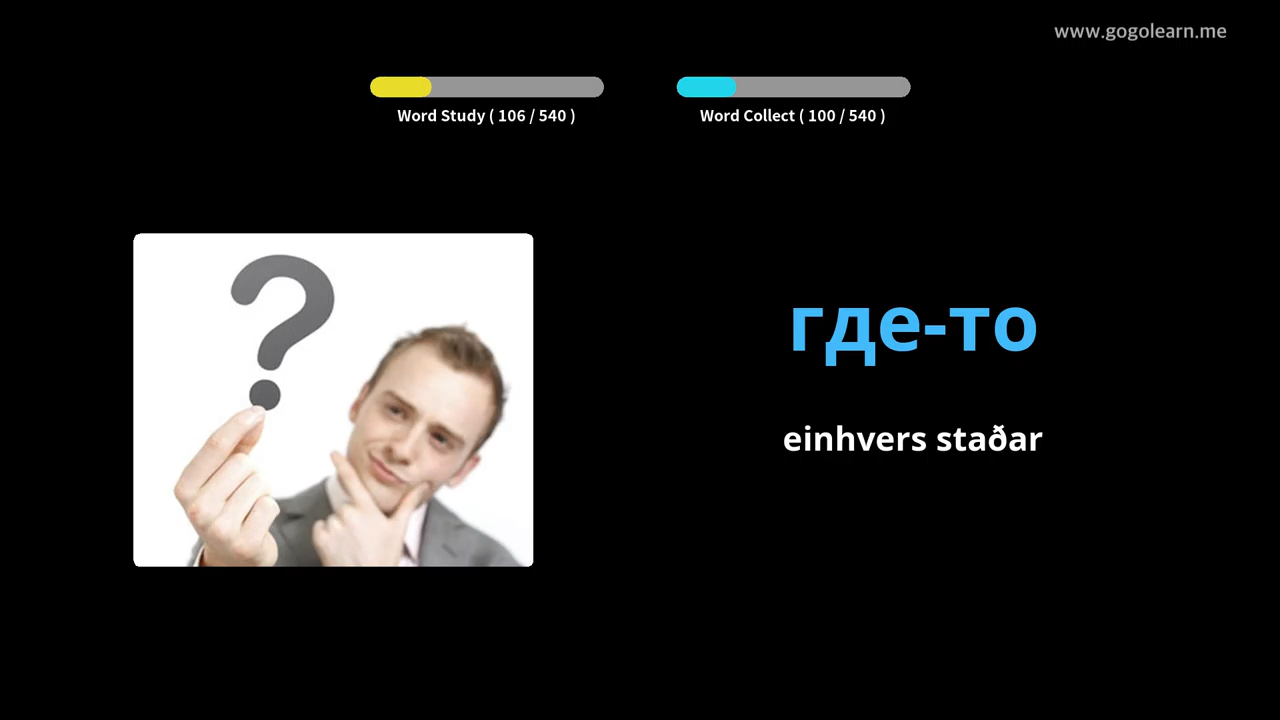 www.gogolearn.me
Word Study ( 106 / 540 )
Word Collect ( 100 / 540 )
?
где-то
einhvers staðar